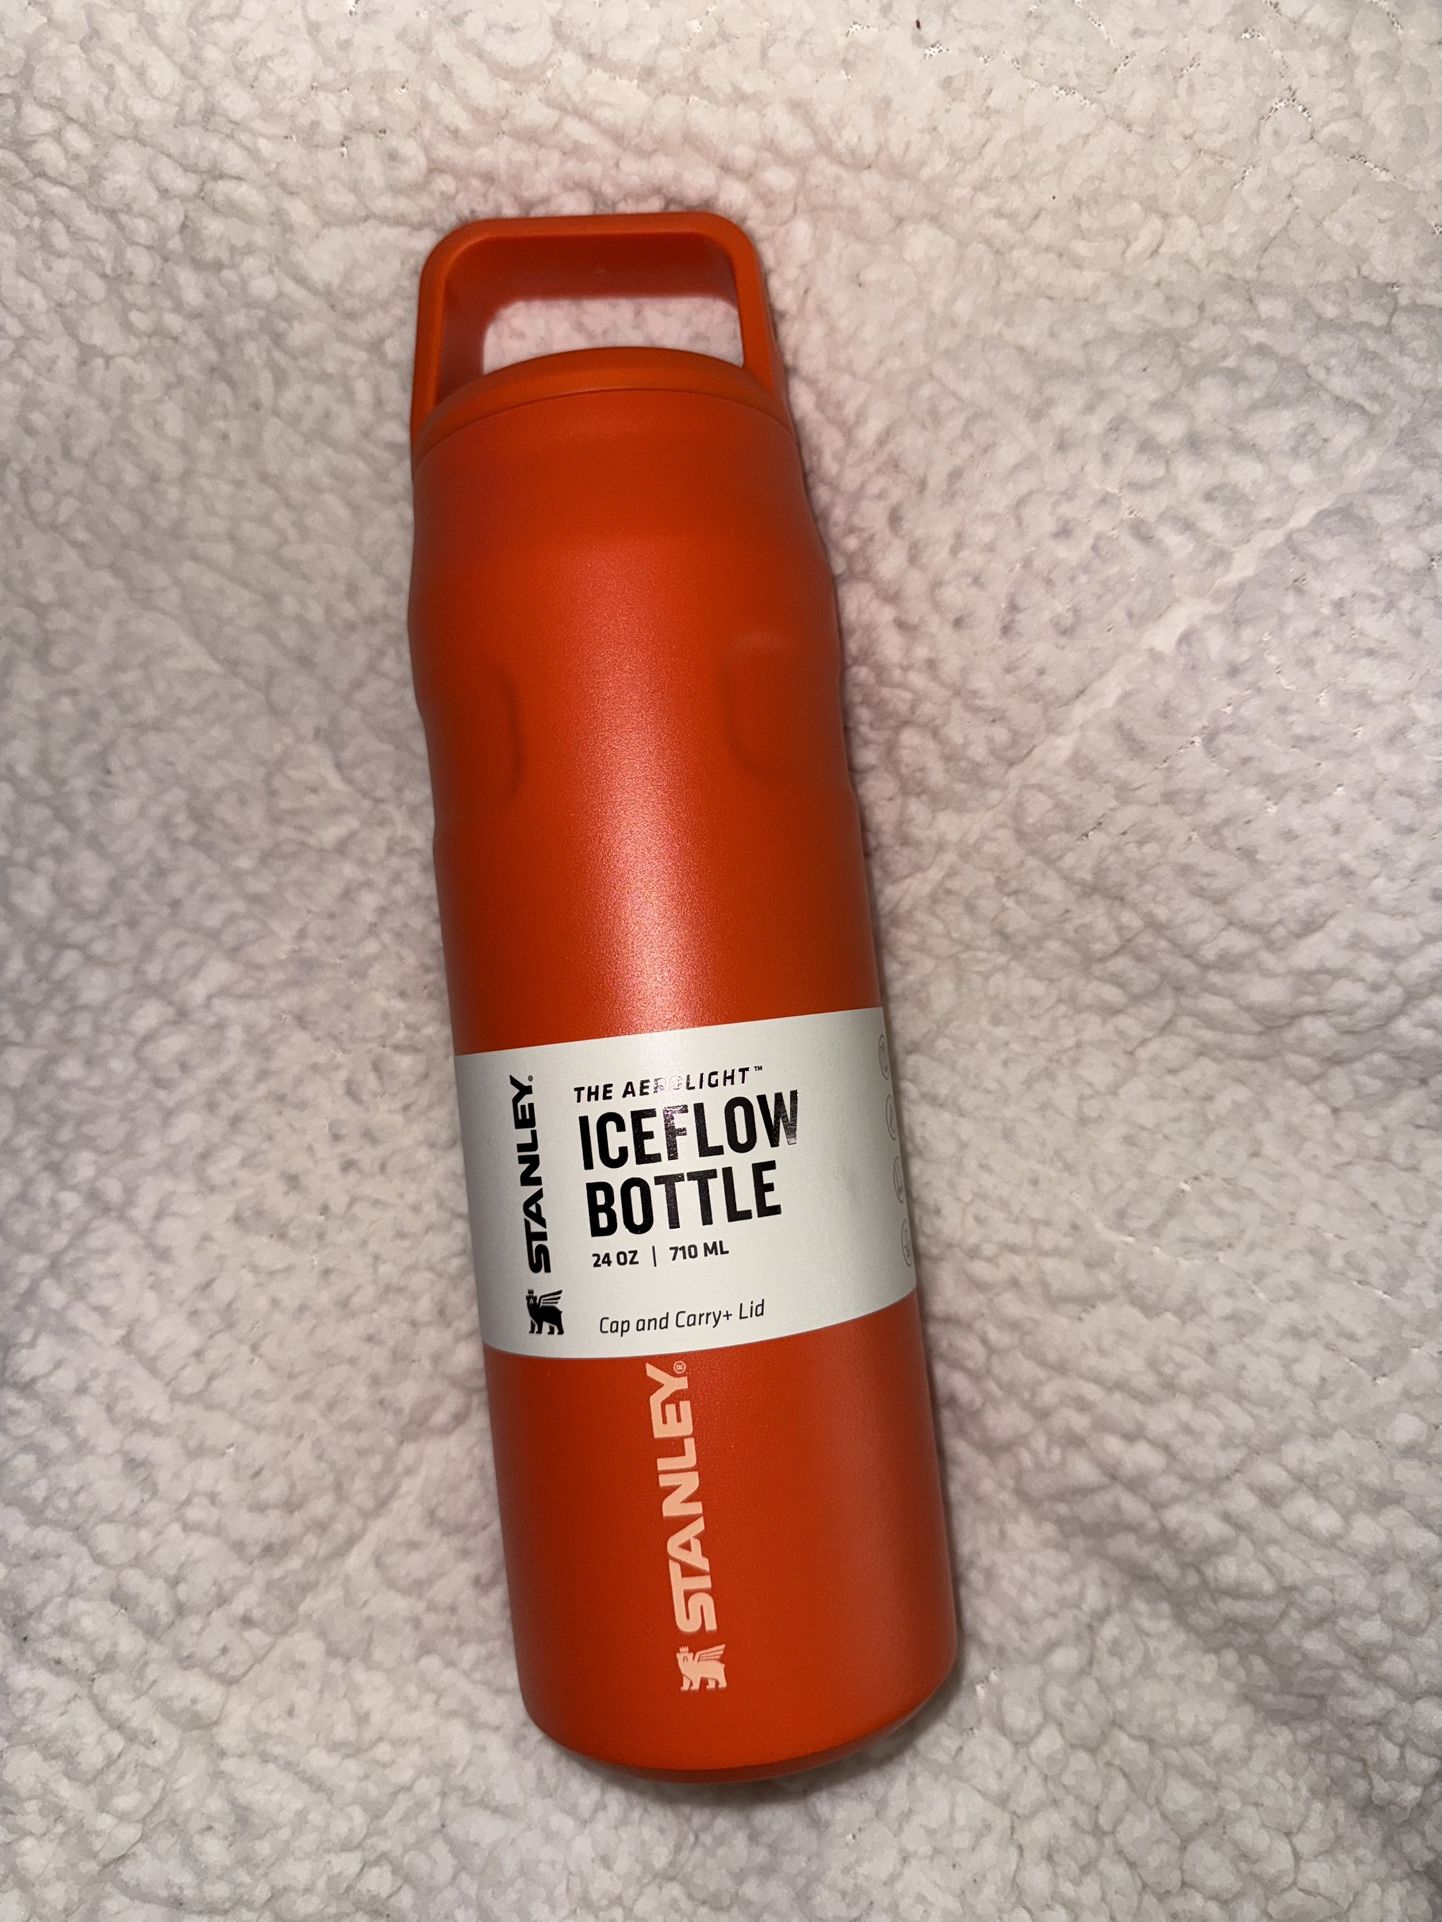 STANLEY®
THE AEROLIGHT™
ICEFLOW
BOTTLE
24 OZ | 710 ML
Cap and Carry+ Lid
STANLEY®